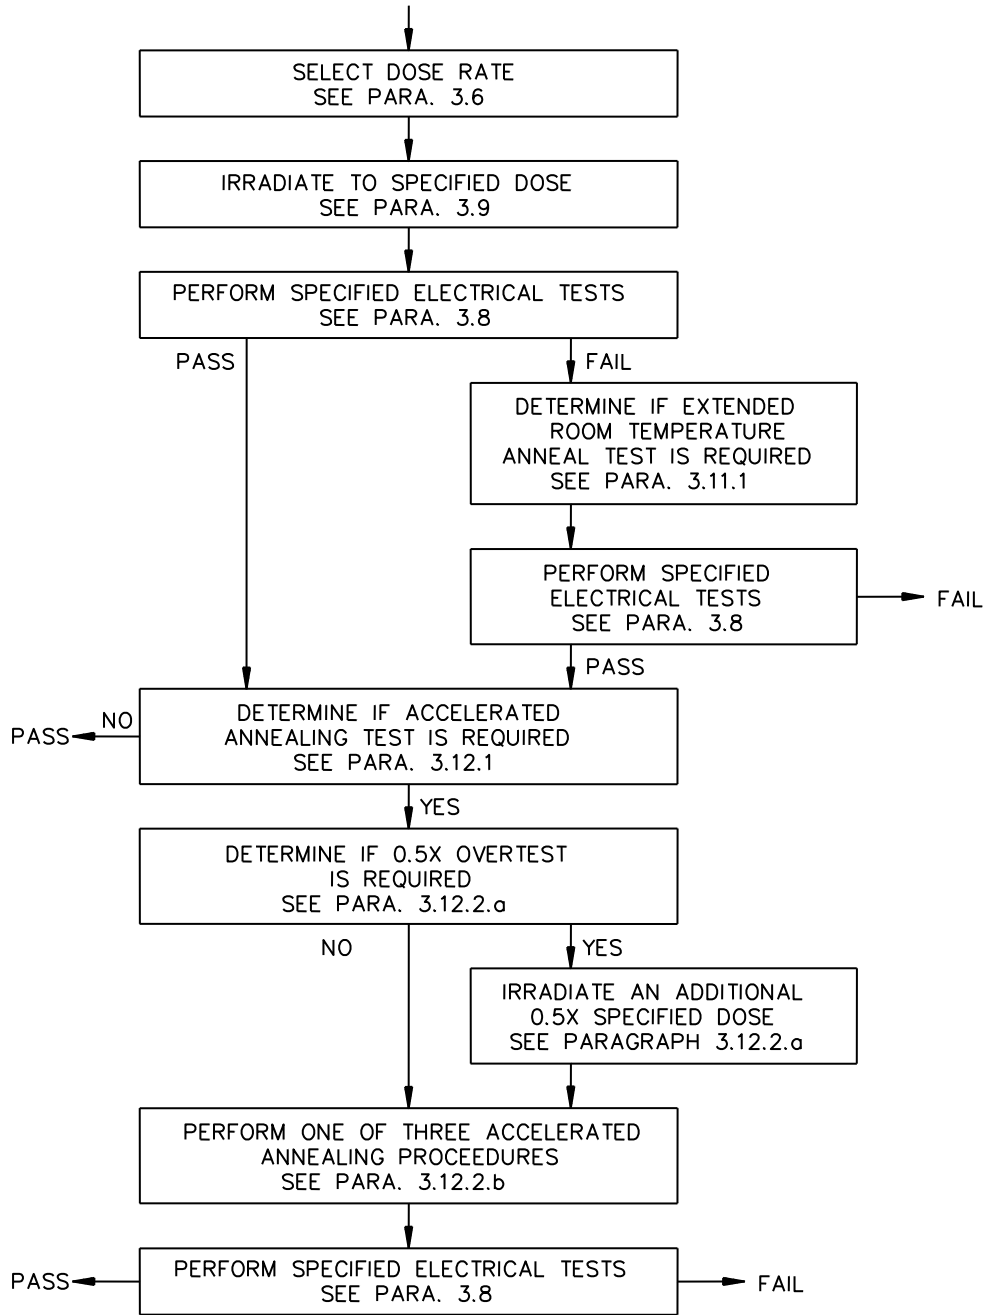 SELECT DOSE RATE
SEE PARA. 3.6
IRRADIATE TO SPECIFIED DOSE
SEE PARA. 3.9
PERFORM SPECIFIED ELECTRICAL TESTS
SEE PARA. 3.8
PASS
FAIL
DETERMINE IF EXTENDED
ROOM TEMPERATURE
ANNEAL TEST IS REQUIRED
SEE PARA. 3.11.1
PERFORM SPECIFIED
ELECTRICAL TESTS
SEE PARA. 3.8
FAIL
PASS
DETERMINE IF ACCELERATED
ANNEALING TEST IS REQUIRED
SEE PARA. 3.12.1
NO
PASS
YES
DETERMINE IF 0.5X OVERTEST
IS REQUIRED
SEE PARA. 3.12.2.a
NO
YES
IRRADIATE AN ADDITIONAL
0.5X SPECIFIED DOSE
SEE PARAGRAPH 3.12.2.a
PERFORM ONE OF THREE ACCELERATED
ANNEALING PROCEEDURES
SEE PARA. 3.12.2.b
PERFORM SPECIFIED ELECTRICAL TESTS
SEE PARA. 3.8
PASS
FAIL